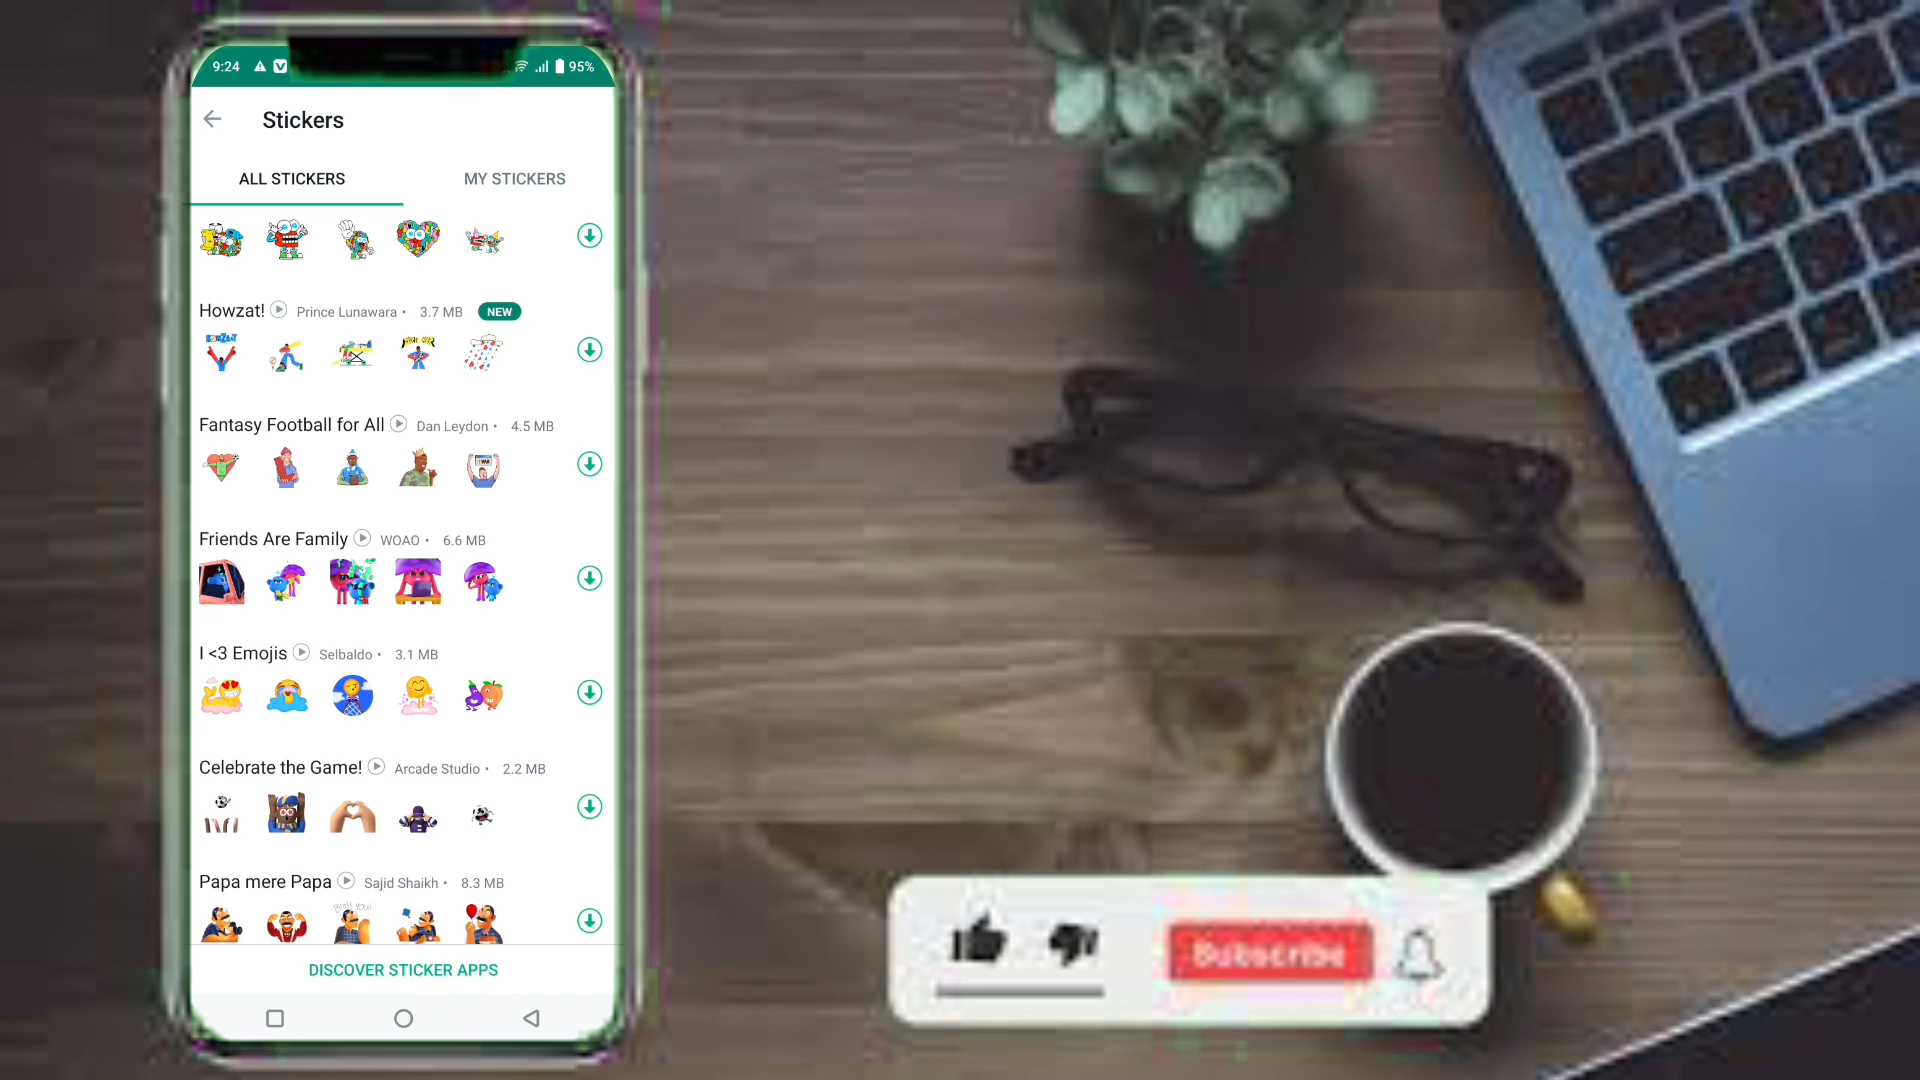 9:24 95%
Stickers
ALL STICKERS MY STICKERS
Howzat! Prince Lunawara • 3.7 MB NEW
Fantasy Football for All Dan Leydon • 4.5 MB
Friends Are Family WOAO • 6.6 MB
I <3 Emojis Selbaldo • 3.1 MB
Celebrate the Game! Arcade Studio • 2.2 MB
Papa mere Papa Sajid Shaikh • 8.3 MB
DISCOVER STICKER APPS
Subscribe